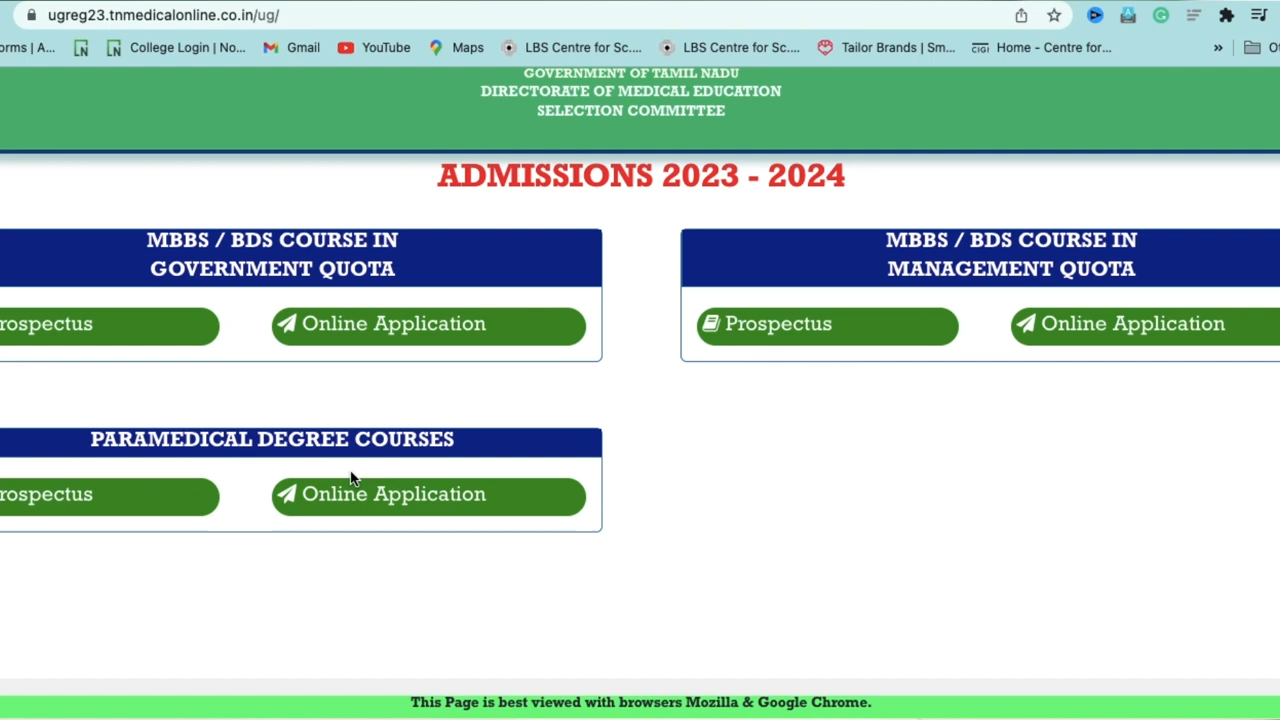 ugreg23.tnmedicalonline.co.in/ug/
orms | A... College Login | No... Gmail YouTube Maps LBS Centre for Sc.... LBS Centre for Sc.... Tailor Brands | Sm... CIGI Home - Centre for... » Of
GOVERNMENT OF TAMIL NADU
DIRECTORATE OF MEDICAL EDUCATION
SELECTION COMMITTEE
ADMISSIONS 2023 - 2024
MBBS / BDS COURSE IN
GOVERNMENT QUOTA
rospectus Online Application
MBBS / BDS COURSE IN
MANAGEMENT QUOTA
Prospectus Online Application
PARAMEDICAL DEGREE COURSES
rospectus Online Application
This Page is best viewed with browsers Mozilla & Google Chrome.